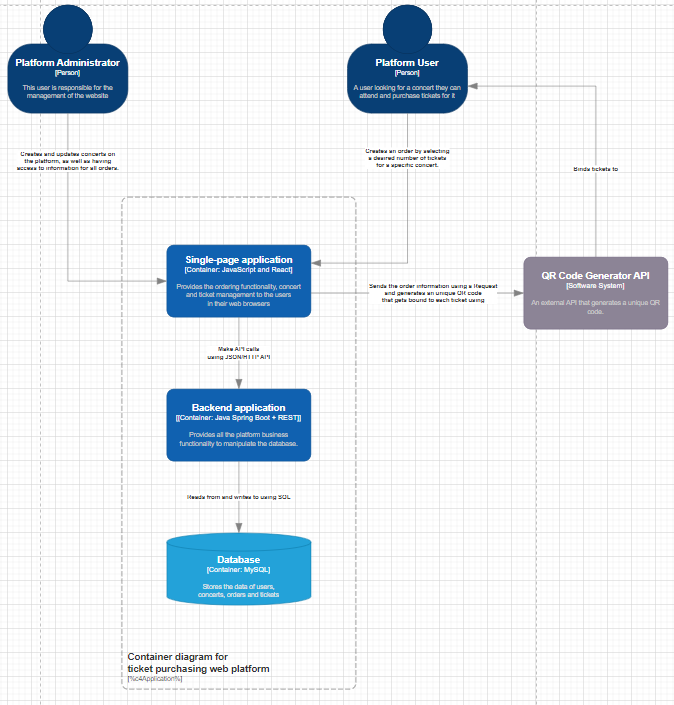 Platform Administrator
[Person]
This user is responsible for the
management of the website
Platform User
[Person]
A user looking for a concert they can
attend and purchase tickets for it
Creates and updates concerts on
the platform, as well as having
access to information for all orders.
Creates an order by selecting
a desired number of tickets
for a specific concert.
Binds tickets to
Single-page application
[Container: JavaScript and React]
Provides the ordering functionality, concert
and ticket management to the users
in their web browsers
Sends the order information using a Request
and generates an unique QR code
that gets bound to each ticket using
QR Code Generator API
[Software System]
An external API that generates a unique QR
code.
Make API calls
using JSON/HTTP API
Backend application
[[Container: Java Spring Boot + REST]]
Provides all the platform business
functionality to manipulate the database.
Reads from and writes to using SQL
Database
[Container: MySQL]
Stores the data of users,
concerts, orders and tickets
Container diagram for
ticket purchasing web platform
[%c4Application%]